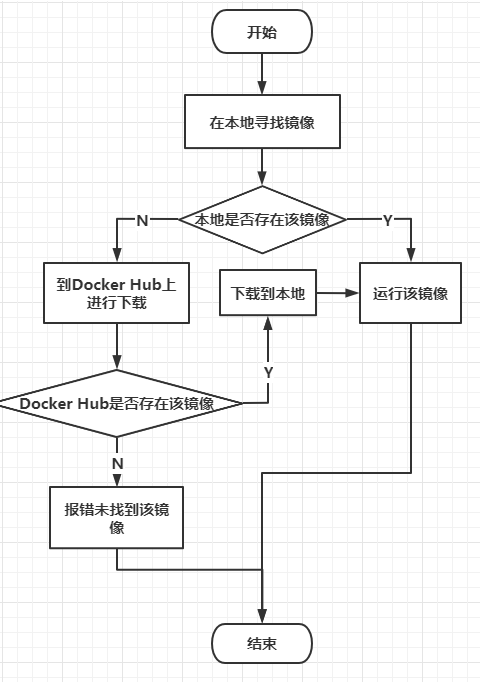 开始
在本地寻找镜像
本地是否存在该镜像
N
Y
到Docker Hub上
进行下载
下载到本地
运行该镜像
Y
Docker Hub是否存在该镜像
N
报错未找到该镜
像
结束